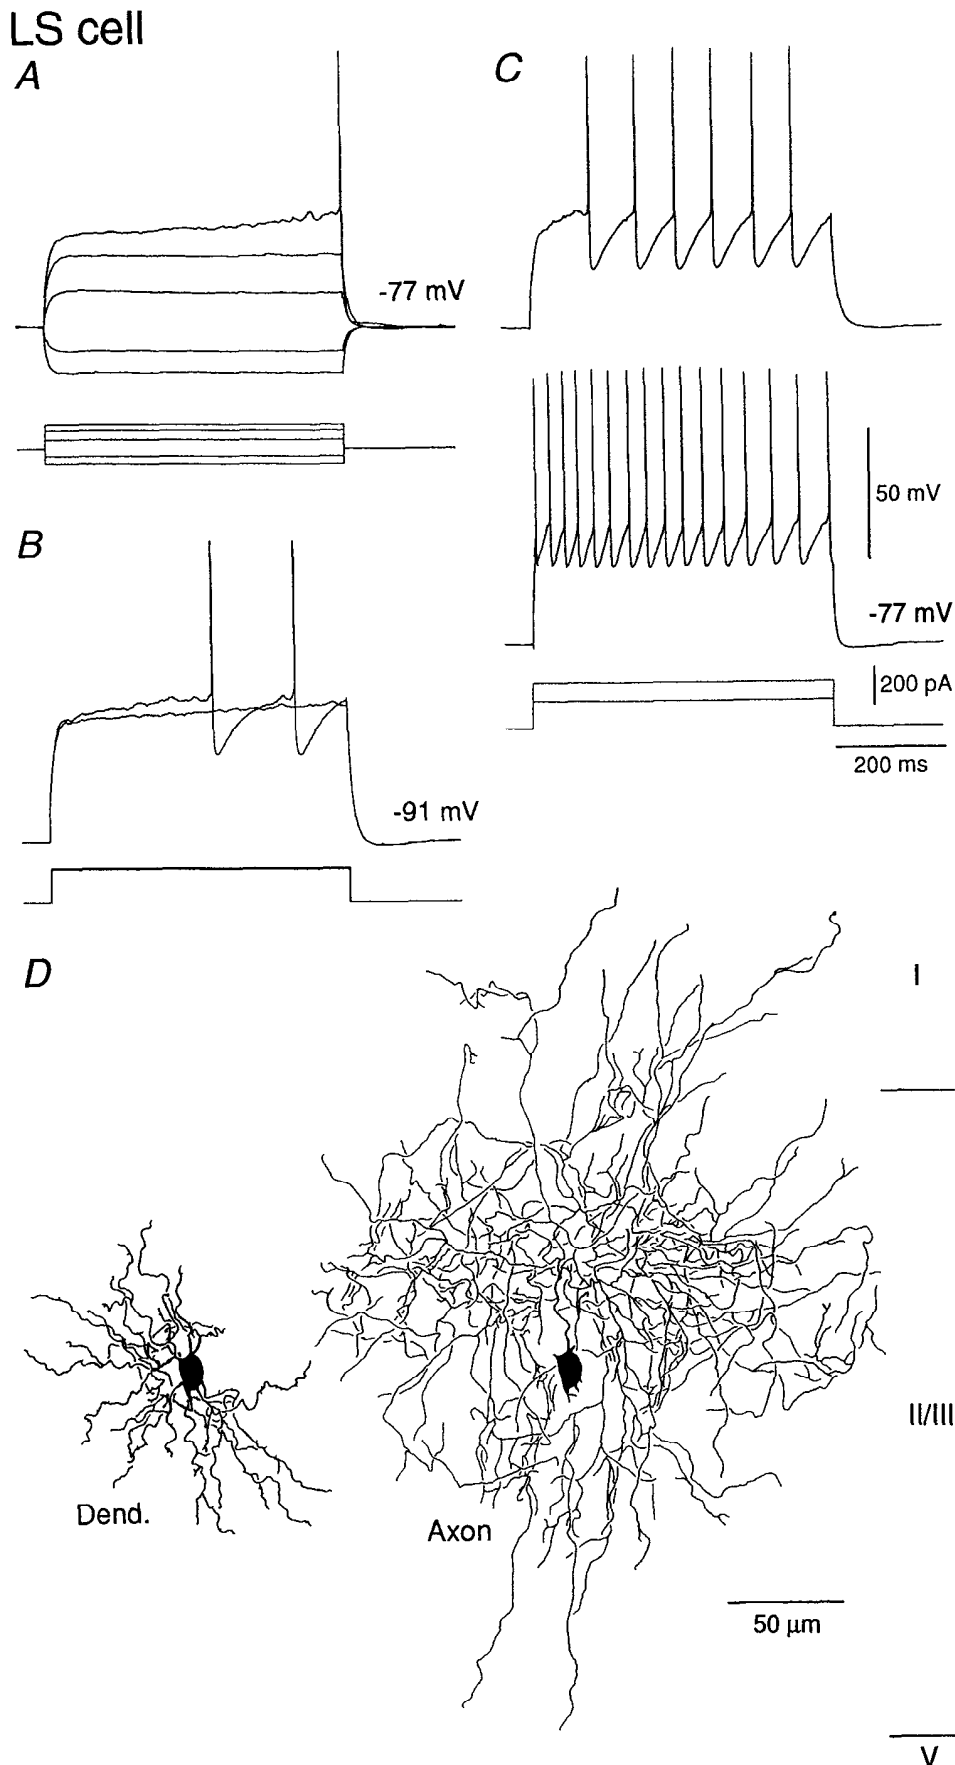 LS cell
A
-77 mV
C
50 mV
-77 mV
200 pA
200 ms
B
-91 mV
D
I
II/III
V
Dend.
Axon
50 µm